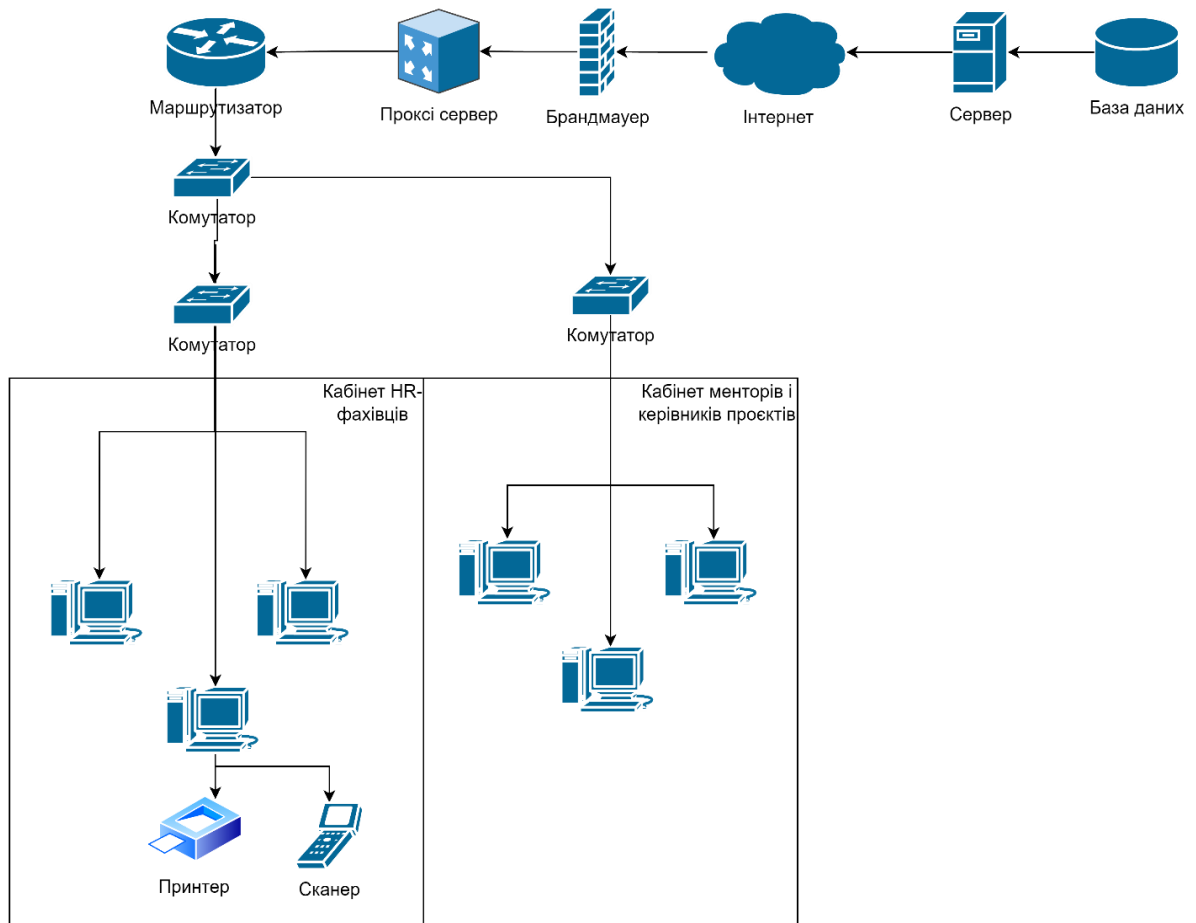 Маршрутизатор
Проксі сервер
Брандмауер
Інтернет
Сервер
База даних
Комутатор
Комутатор
Комутатор
Кабінет HR-
фахівців
Кабінет менторів і
керівників проєктів
Принтер
Сканер